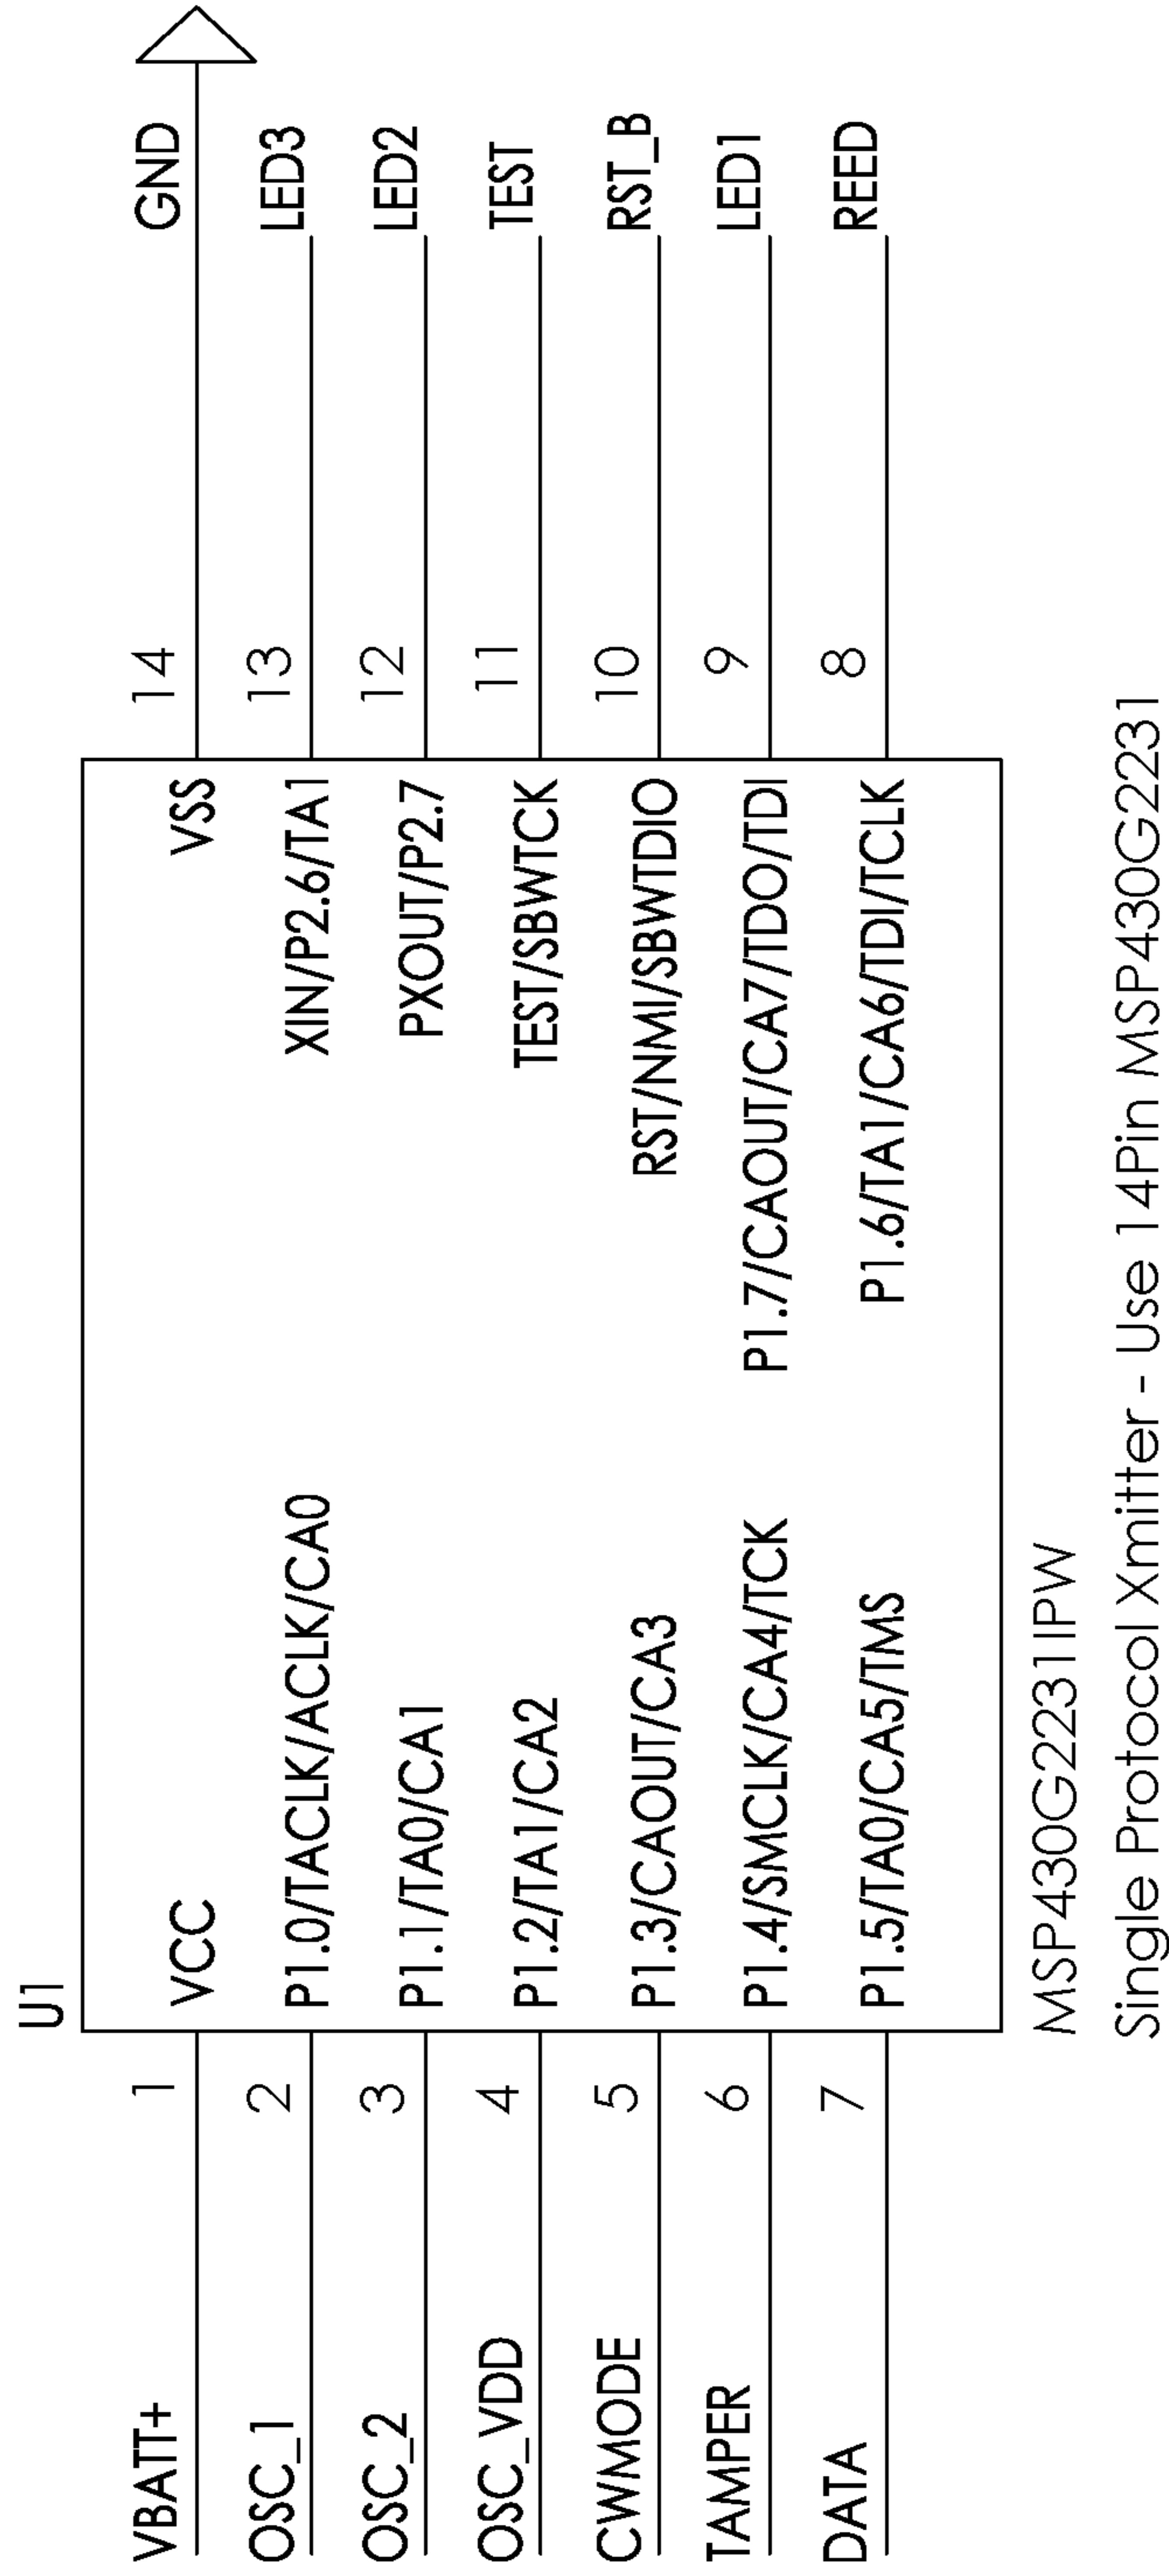 U1
VBATT+ 1 VCC VSS 14 GND
OSC_1 2 P1.0/TACLK/ACLK/CA0 XIN/P2.6/TA1 13 LED3
OSC_2 3 P1.1/TA0/CA1 PXOUT/P2.7 12 LED2
OSC_VDD 4 P1.2/TA1/CA2 TEST/SBWTCK 11 TEST
CWMODE 5 P1.3/CAOUT/CA3 RST/NMI/SBWTDIO 10 RST_B
TAMPER 6 P1.4/SMCLK/CA4/TCK P1.7/CAOUT/CA7/TDO/TDI 9 LED1
DATA 7 P1.5/TA0/CA5/TMS P1.6/TA1/CA6/TDI/TCLK 8 REED
MSP430G2231IPW
Single Protocol Xmitter - Use 14Pin MSP430G2231